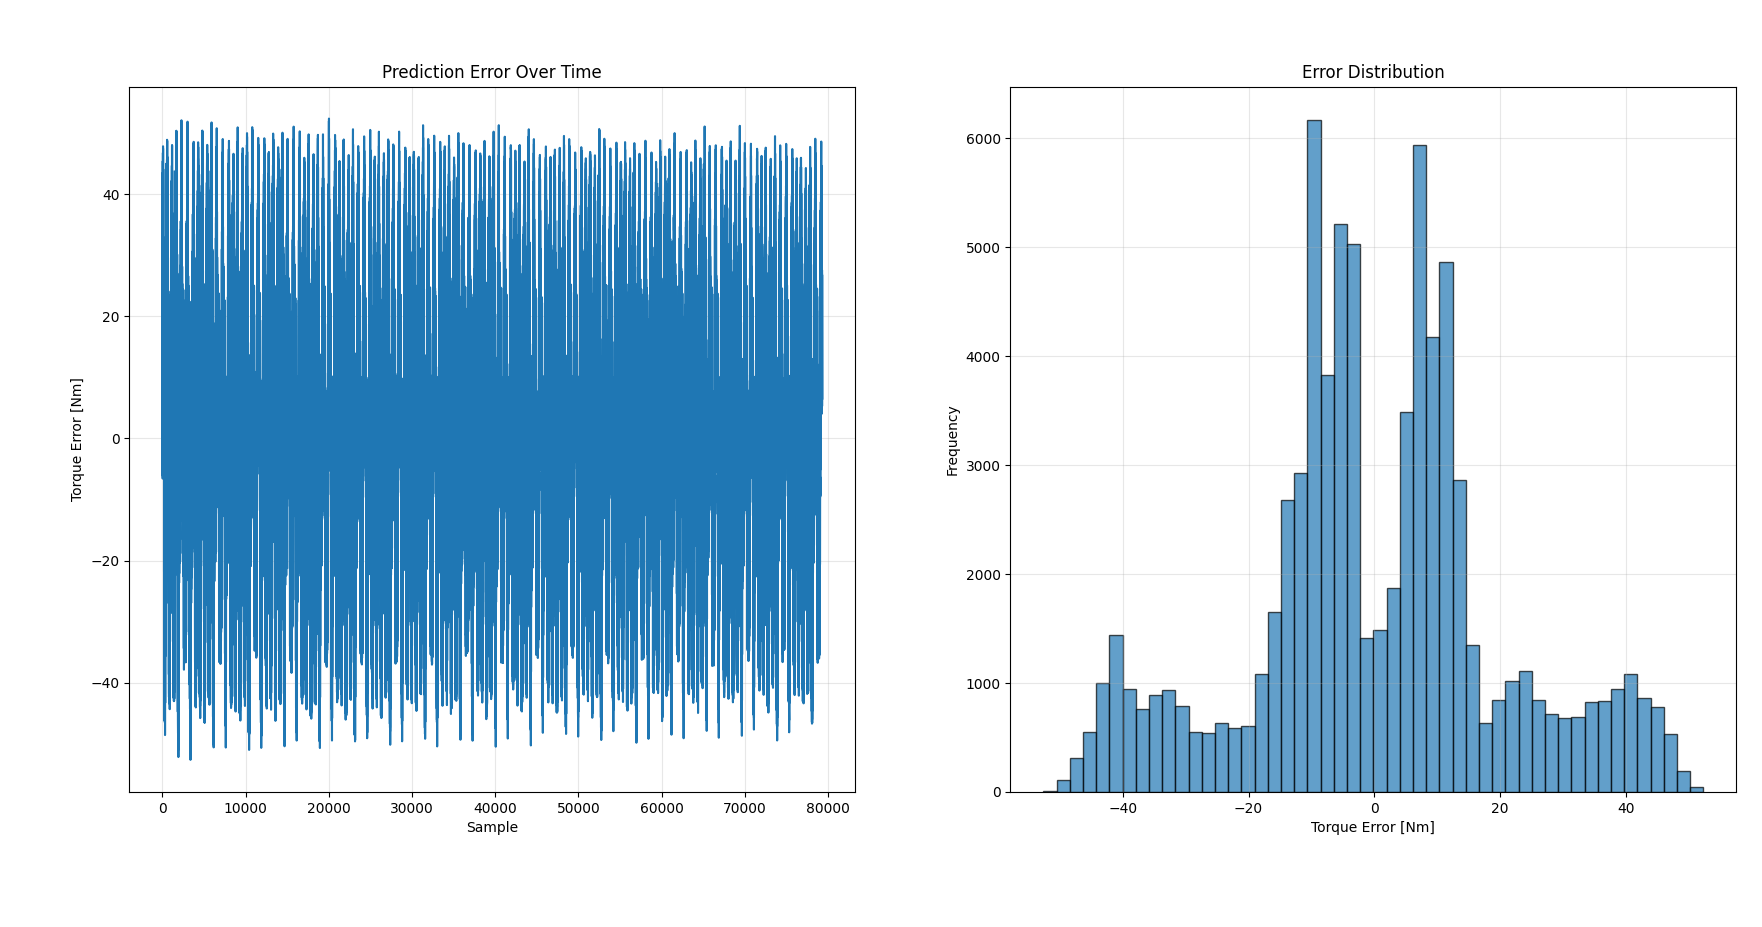 Prediction Error Over Time
Torque Error [Nm]
40
20
0
−20
−40
0 10000 20000 30000 40000 50000 60000 70000 80000
Sample
Error Distribution
Frequency
6000
5000
4000
3000
2000
1000
0
−40 −20 0 20 40
Torque Error [Nm]